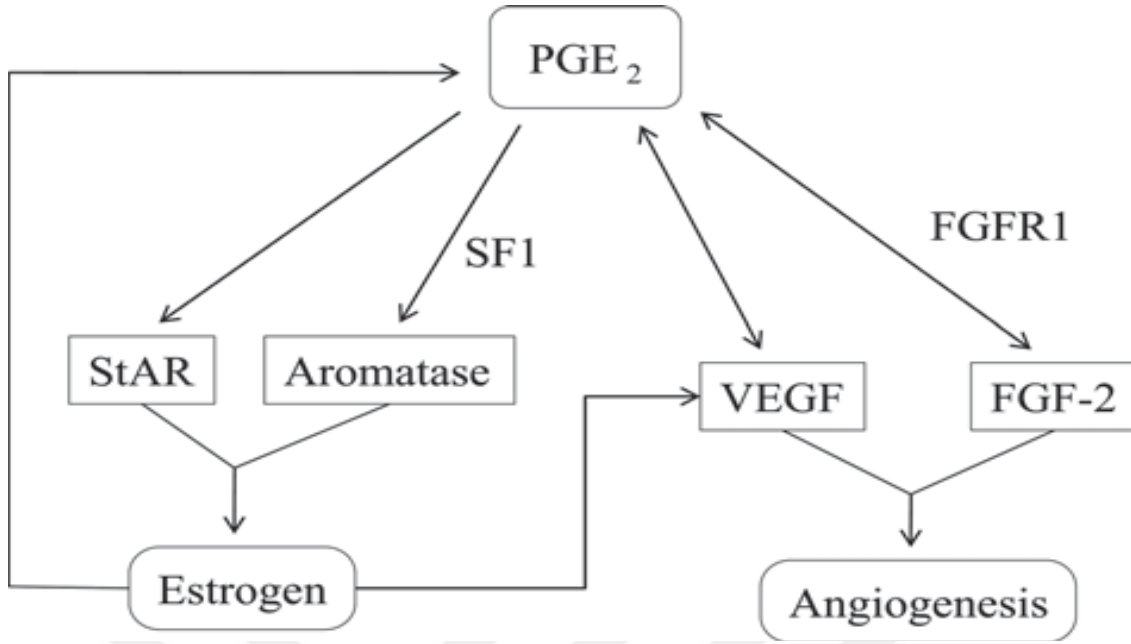 PGE₂
FGFR1
SF1
StAR
Aromatase
VEGF
FGF-2
Estrogen
Angiogenesis